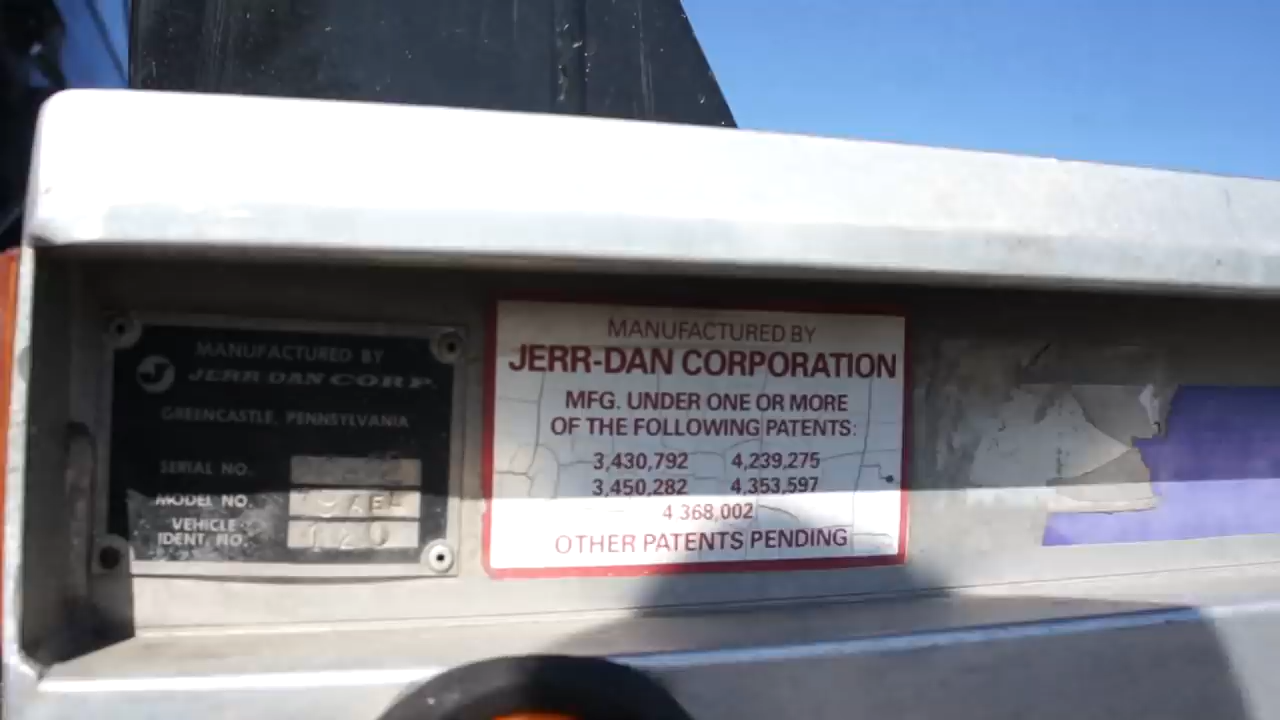 MANUFACTURED BY
JERR-DAN CORP.
GREENCASTLE, PENNSYLVANIA
SERIAL NO.
MODEL NO.
VEHICLE
IDENT. NO.
MANUFACTURED BY
JERR-DAN CORPORATION
MFG. UNDER ONE OR MORE
OF THE FOLLOWING PATENTS:
3,430,792 4,239,275
3,450,282 4,353,597
4 368,002
OTHER PATENTS PENDING